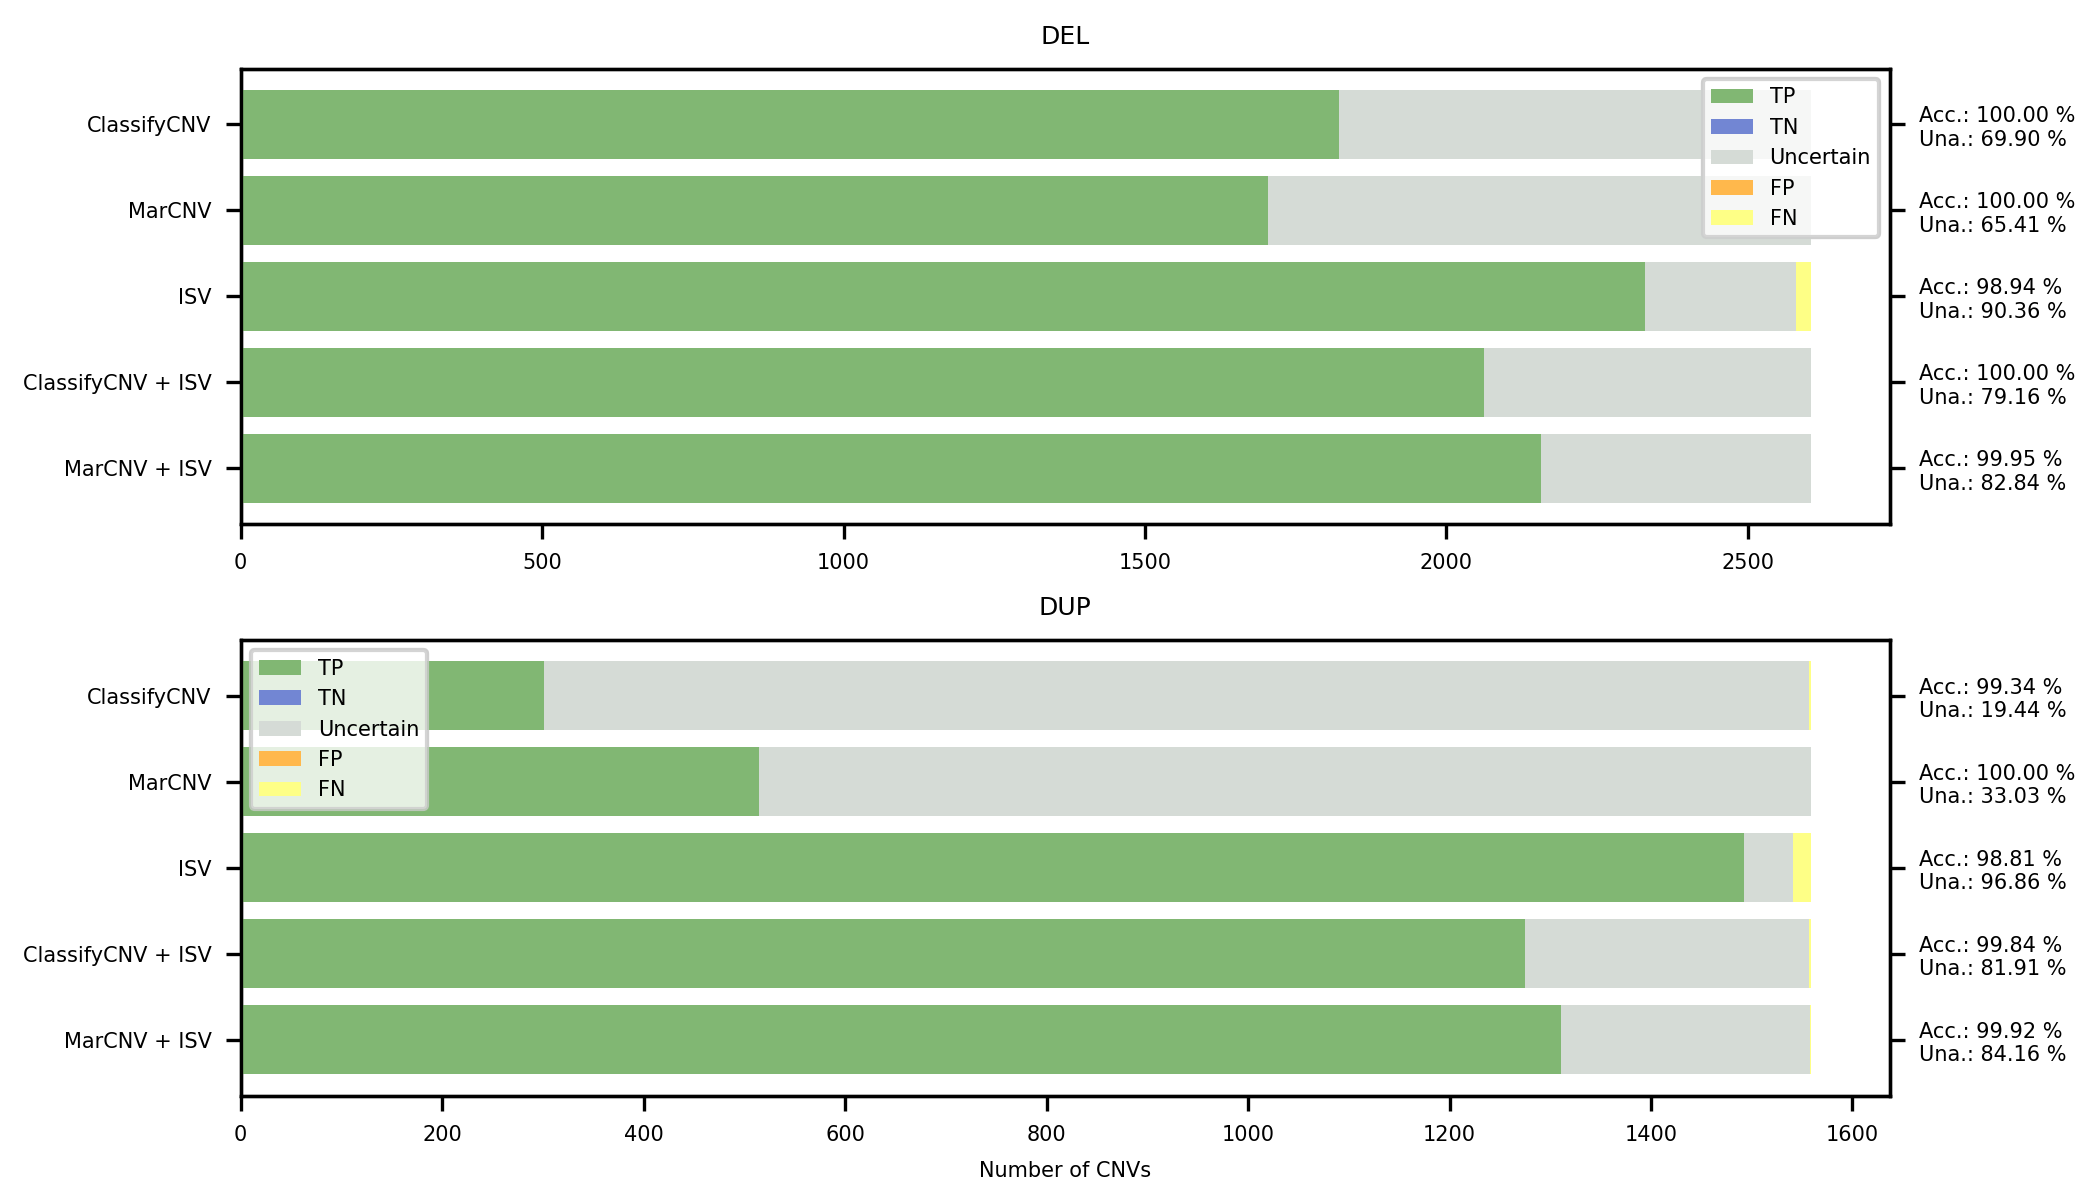 DEL
ClassifyCNV
MarCNV
ISV
ClassifyCNV + ISV
MarCNV + ISV
TP
TN
Uncertain
FP
FN
Acc.: 100.00 %
Una.: 69.90 %
Acc.: 100.00 %
Una.: 65.41 %
Acc.: 98.94 %
Una.: 90.36 %
Acc.: 100.00 %
Una.: 79.16 %
Acc.: 99.95 %
Una.: 82.84 %
0 500 1000 1500 2000 2500
DUP
ClassifyCNV
MarCNV
ISV
ClassifyCNV + ISV
MarCNV + ISV
TP
TN
Uncertain
FP
FN
Acc.: 99.34 %
Una.: 19.44 %
Acc.: 100.00 %
Una.: 33.03 %
Acc.: 98.81 %
Una.: 96.86 %
Acc.: 99.84 %
Una.: 81.91 %
Acc.: 99.92 %
Una.: 84.16 %
0 200 400 600 800 1000 1200 1400 1600
Number of CNVs